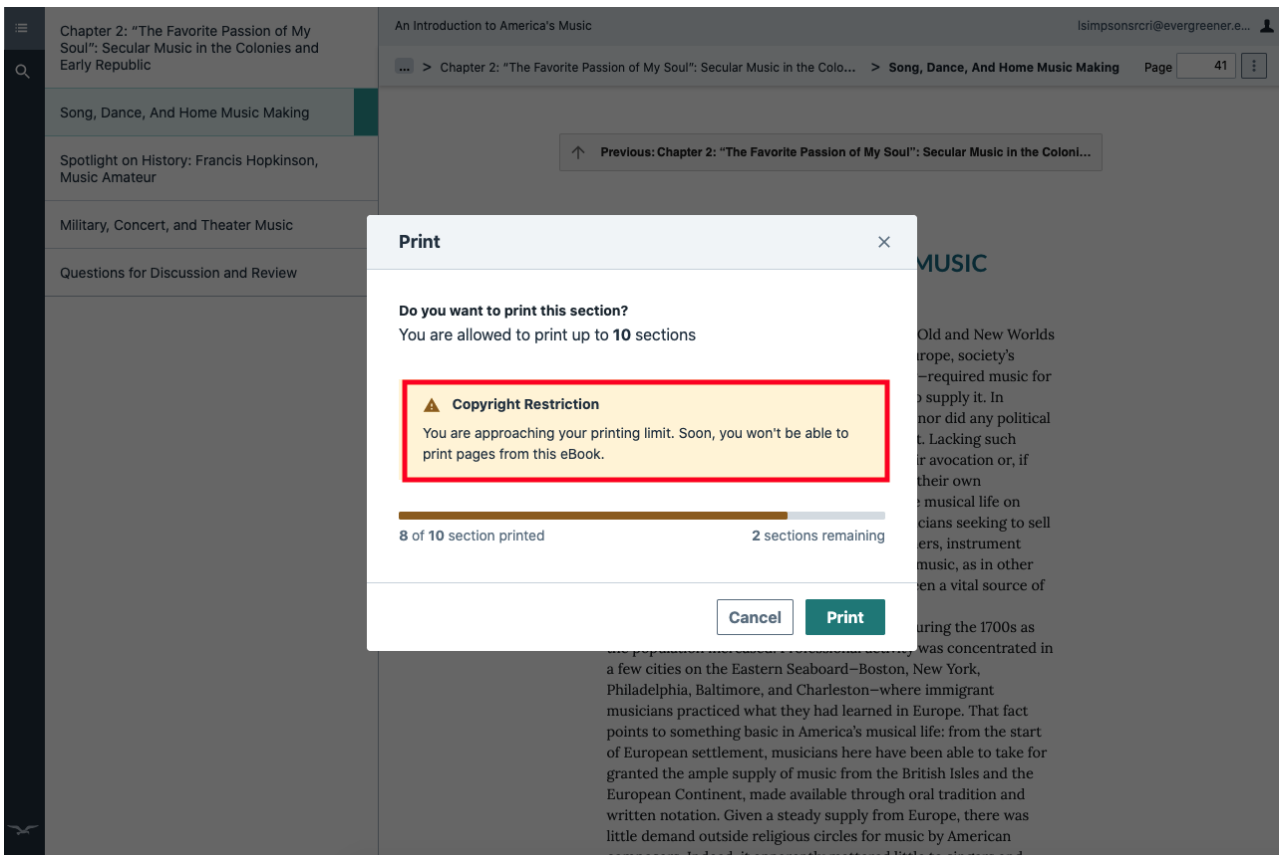 Chapter 2: “The Favorite Passion of My
Soul”: Secular Music in the Colonies and
Early Republic
Song, Dance, And Home Music Making
Spotlight on History: Francis Hopkinson,
Music Amateur
Military, Concert, and Theater Music
Questions for Discussion and Review
An Introduction to America's Music
lsimpsonsrcri@evergreener.e...
... > Chapter 2: “The Favorite Passion of My Soul”: Secular Music in the Colo... > Song, Dance, And Home Music Making Page 41
Previous: Chapter 2: “The Favorite Passion of My Soul”: Secular Music in the Coloni...
MUSIC
Print
Do you want to print this section?
You are allowed to print up to 10 sections
Copyright Restriction
You are approaching your printing limit. Soon, you won't be able to
print pages from this eBook.
8 of 10 section printed
2 sections remaining
Cancel
Print
Old and New Worlds
society’s
—required music for
supply it. In
nor did any political
Lacking such
avocation or, if
their own
musical life on
seeking to sell
instrument
music, as in other
a vital source of
during the 1700s as
the population increased. Professional activity was concentrated in
a few cities on the Eastern Seaboard—Boston, New York,
Philadelphia, Baltimore, and Charleston—where immigrant
musicians practiced what they had learned in Europe. That fact
points to something basic in America’s musical life: from the start
of European settlement, musicians here have been able to take for
granted the ample supply of music from the British Isles and the
European Continent, made available through oral tradition and
written notation. Given a steady supply from Europe, there was
little demand outside religious circles for music by American